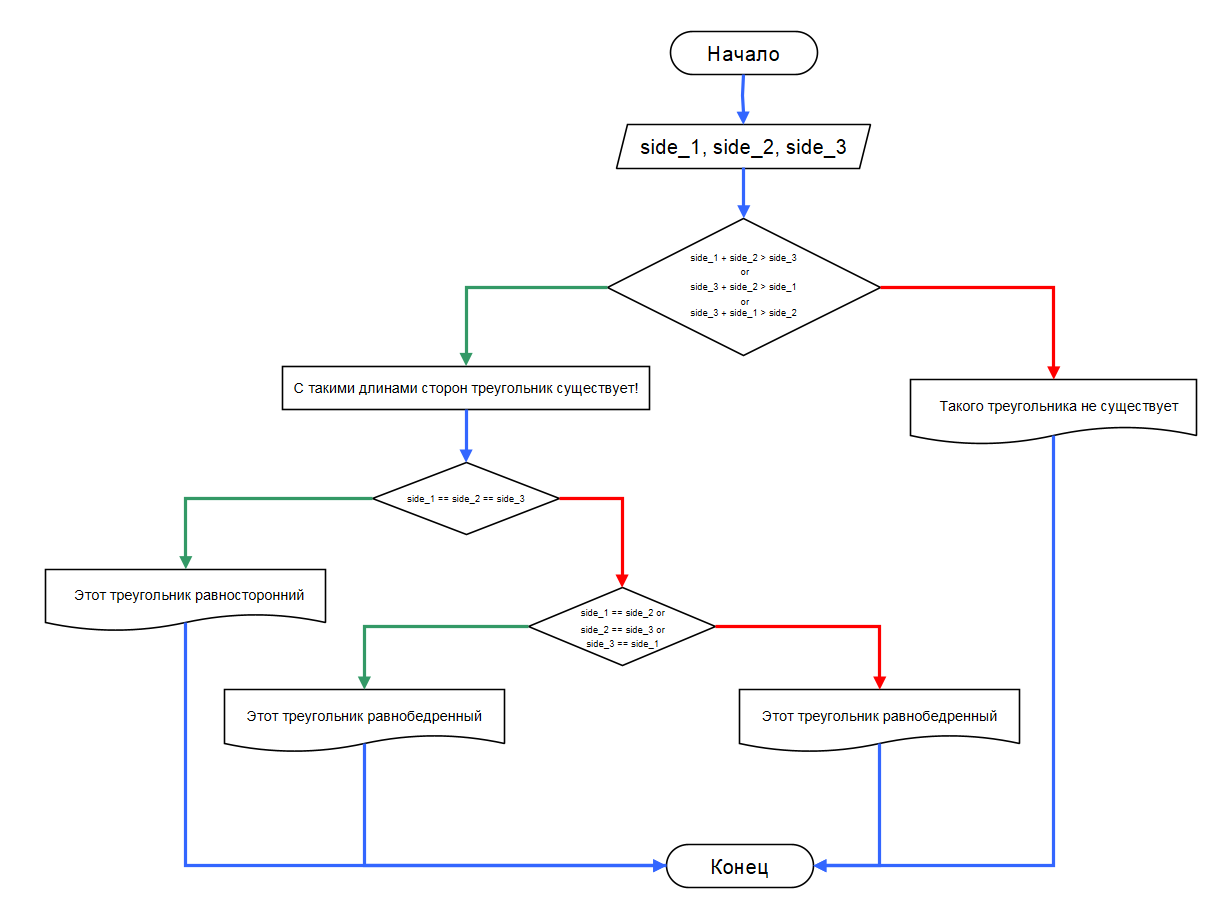 Начало
side_1, side_2, side_3
side_1 + side_2 > side_3
or
side_3 + side_2 > side_1
or
side_3 + side_1 > side_2
С такими длинами сторон треугольник существует!
Такого треугольника не существует
side_1 == side_2 == side_3
Этот треугольник равносторонний
side_1 == side_2 or
side_2 == side_3 or
side_3 == side_1
Этот треугольник равнобедренный
Этот треугольник равнобедренный
Конец